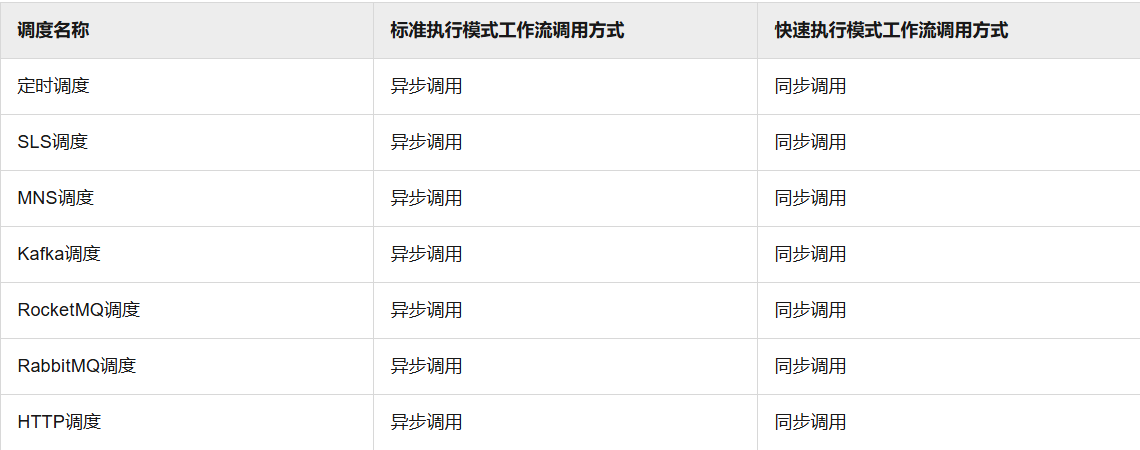 调度名称 标准执行模式工作流调用方式 快速执行模式工作流调用方式
定时调度 异步调用 同步调用
SLS调度 异步调用 同步调用
MNS调度 异步调用 同步调用
Kafka调度 异步调用 同步调用
RocketMQ调度 异步调用 同步调用
RabbitMQ调度 异步调用 同步调用
HTTP调度 异步调用 同步调用